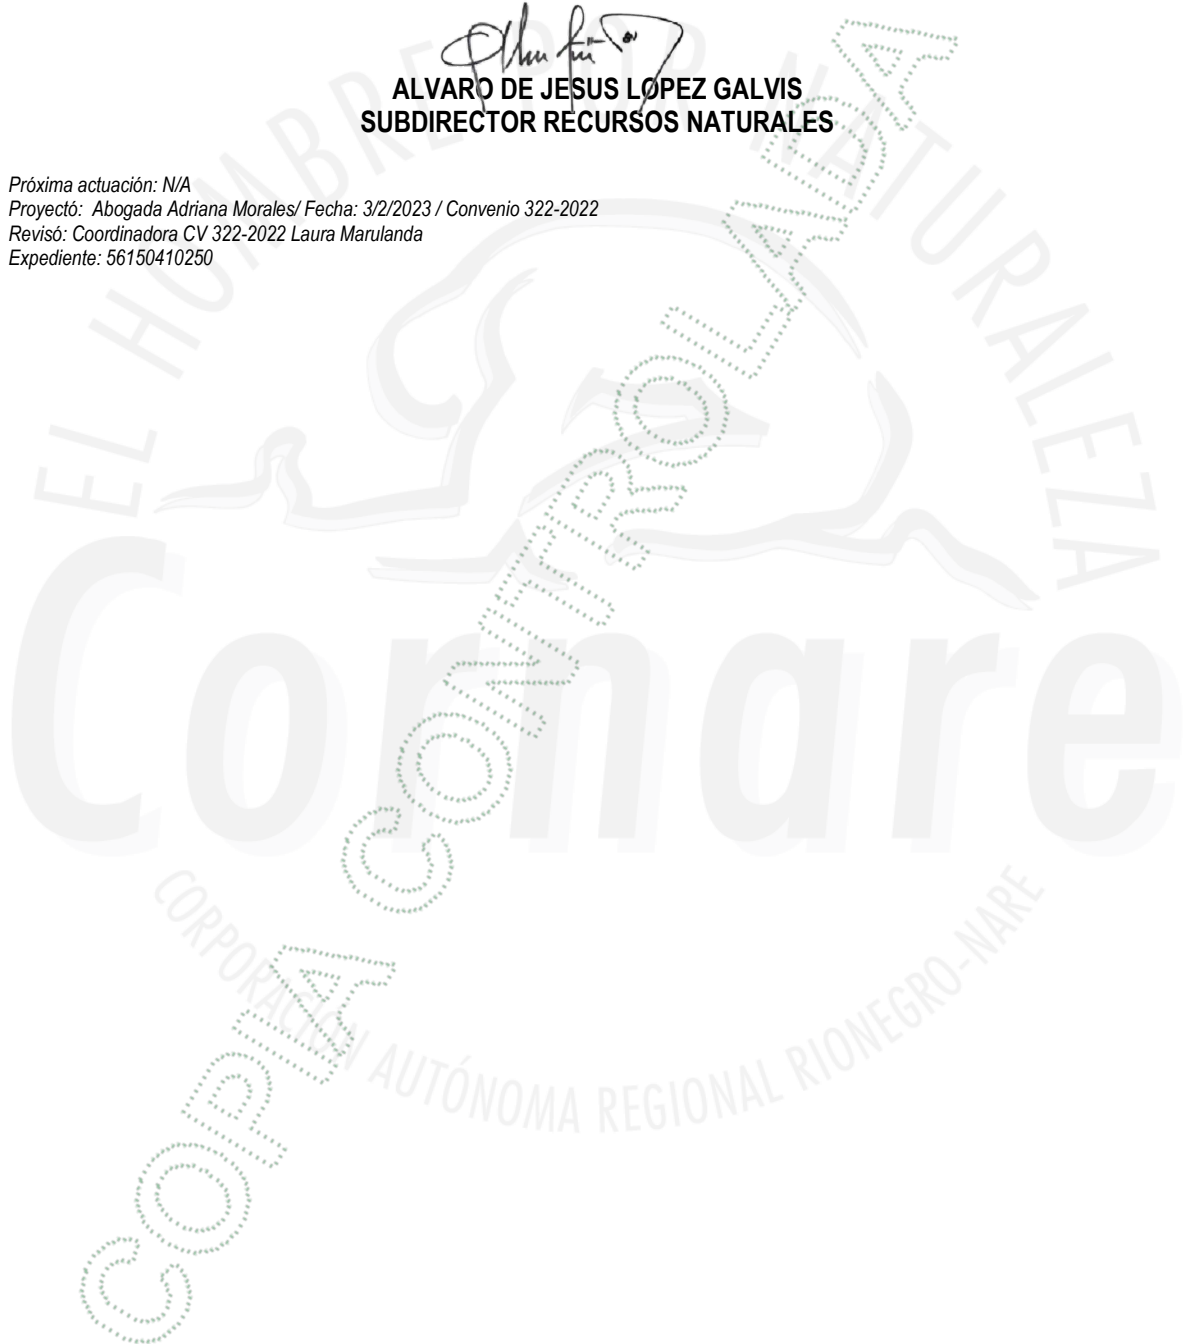 ALVARO DE JESUS LOPEZ GALVIS
SUBDIRECTOR RECURSOS NATURALES
Próxima actuación: N/A
Proyectó: Abogada Adriana Morales/ Fecha: 3/2/2023 / Convenio 322-2022
Revisó: Coordinadora CV 322-2022 Laura Marulanda
Expediente: 56150410250
EL HOMBRE POR NATURALEZA
Cornare
CORPORACIÓN AUTÓNOMA REGIONAL RIONEGRO-NARE
COPIA CONTROLADA